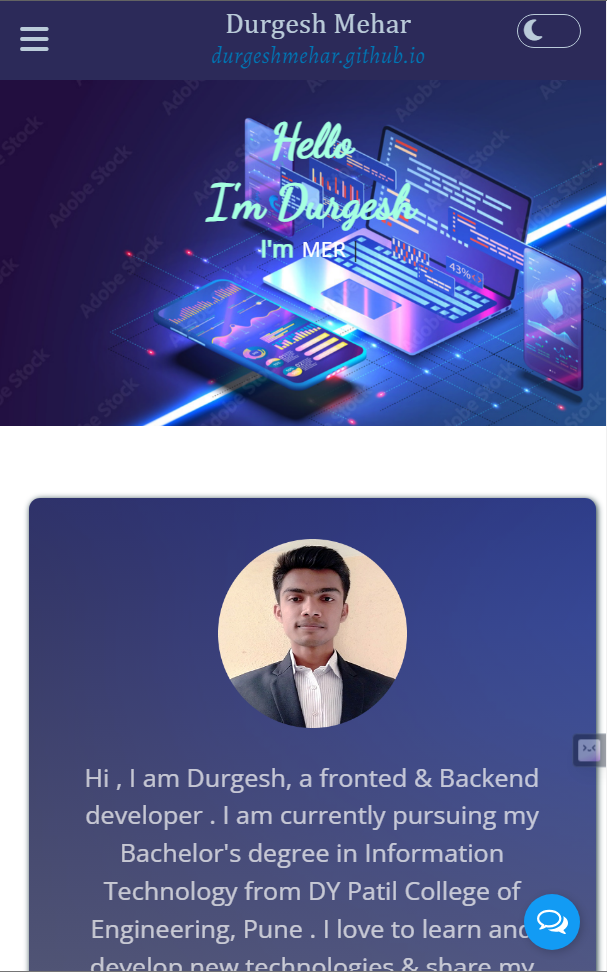 Durgesh Mehar
durgeshmehar.github.io
Hello
I'm Durgesh
I'm MER
43%
Adobe Stock
Hi , I am Durgesh, a fronted & Backend
developer . I am currently pursuing my
Bachelor's degree in Information
Technology from DY Patil College of
Engineering, Pune . I love to learn and
develop new technologies & share my